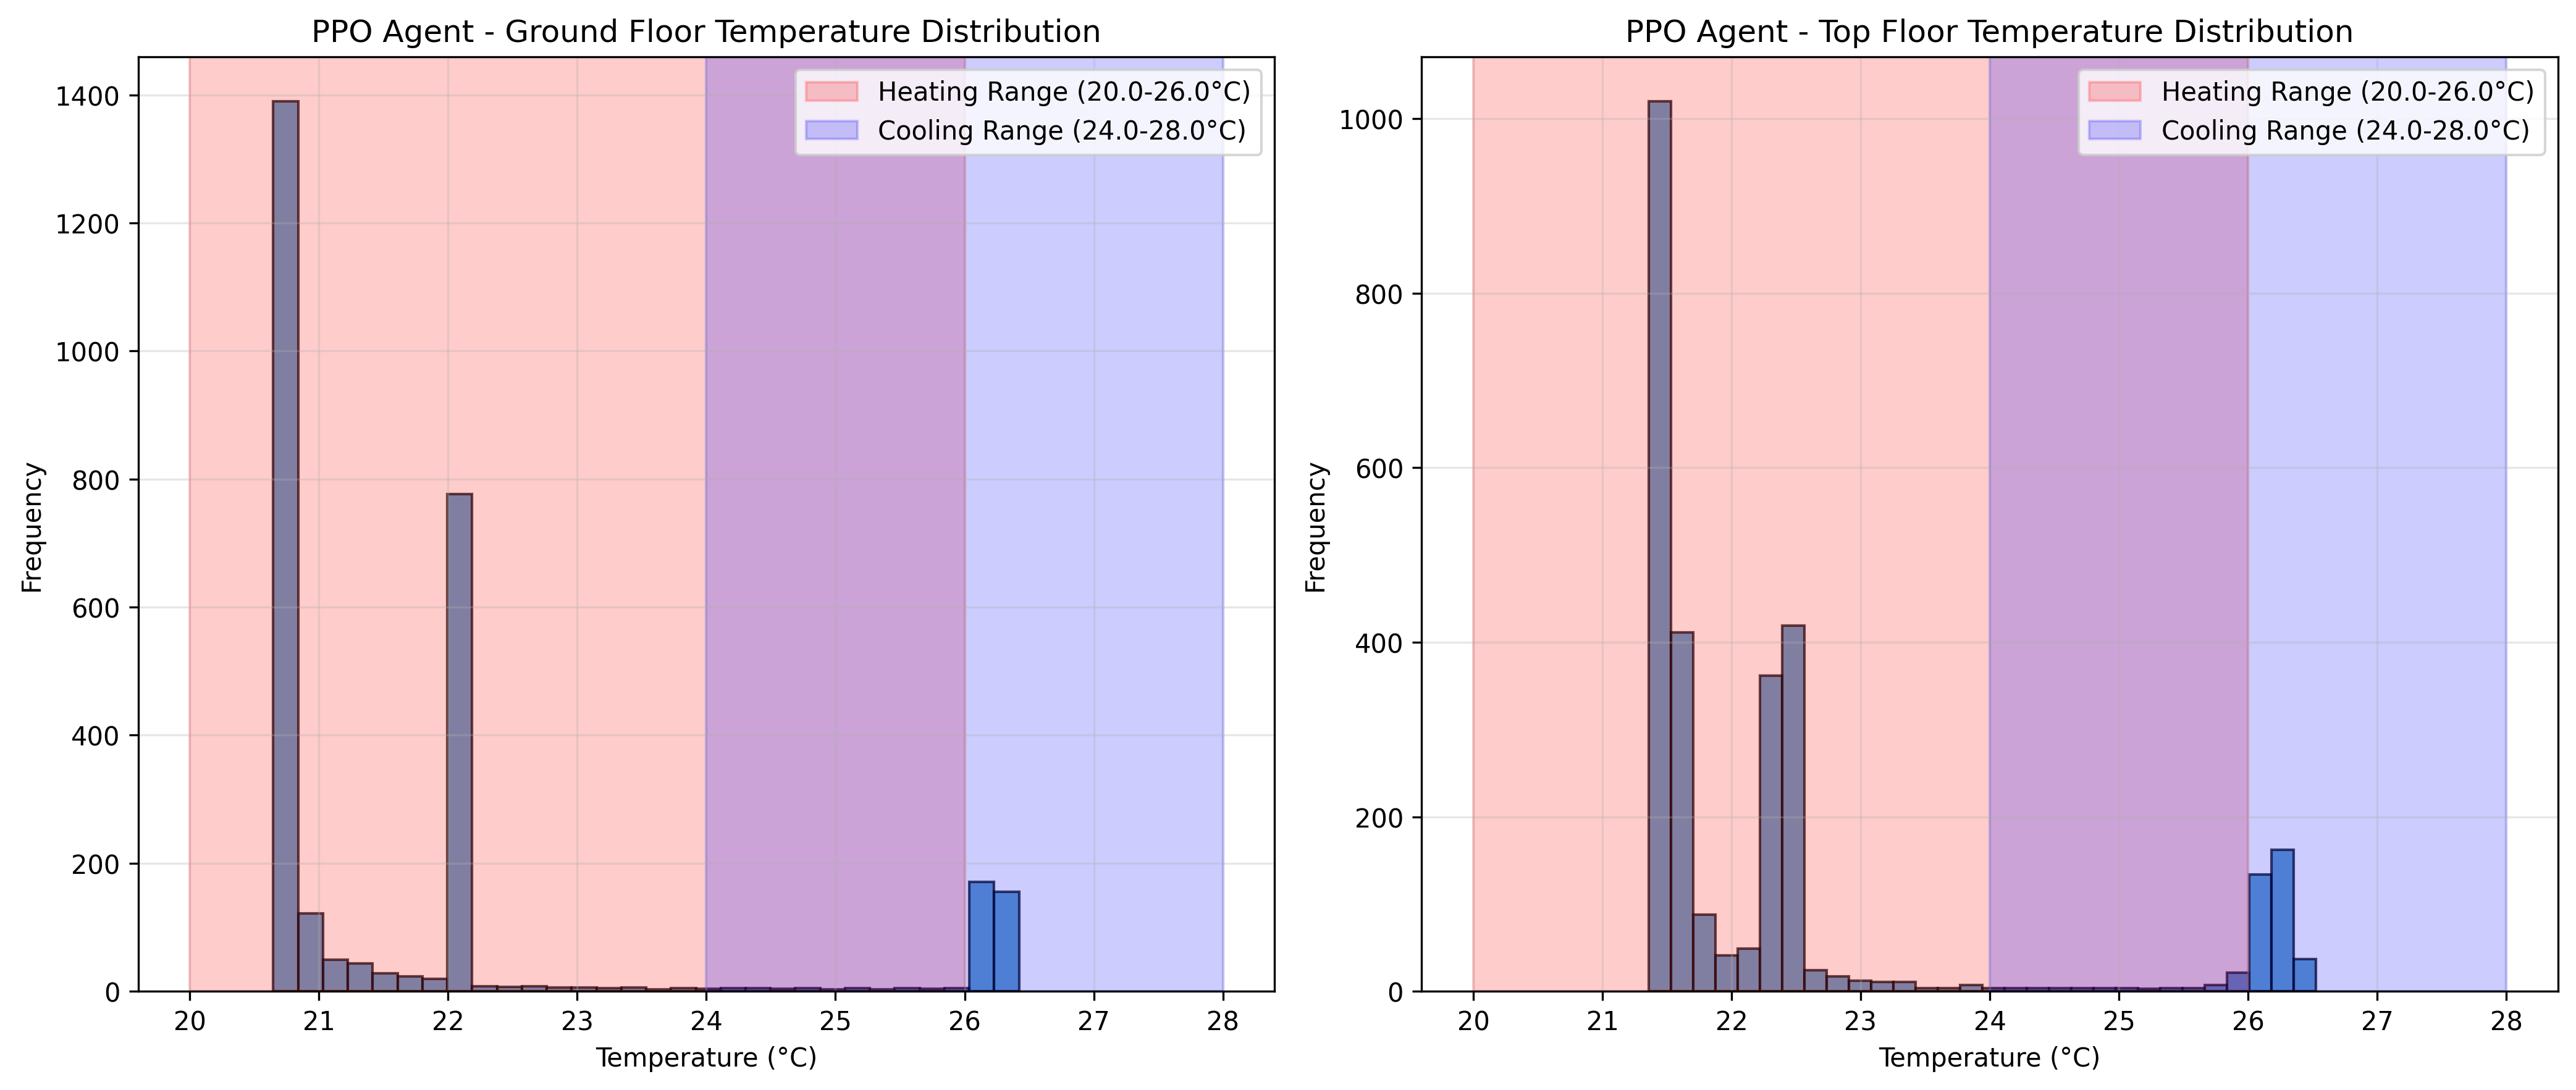 PPO Agent - Ground Floor Temperature Distribution
Heating Range (20.0-26.0°C)
Cooling Range (24.0-28.0°C)
1400
1200
1000
800
600
400
200
0
Frequency
20 21 22 23 24 25 26 27 28
Temperature (°C)
PPO Agent - Top Floor Temperature Distribution
Heating Range (20.0-26.0°C)
Cooling Range (24.0-28.0°C)
1000
800
600
400
200
0
Frequency
20 21 22 23 24 25 26 27 28
Temperature (°C)